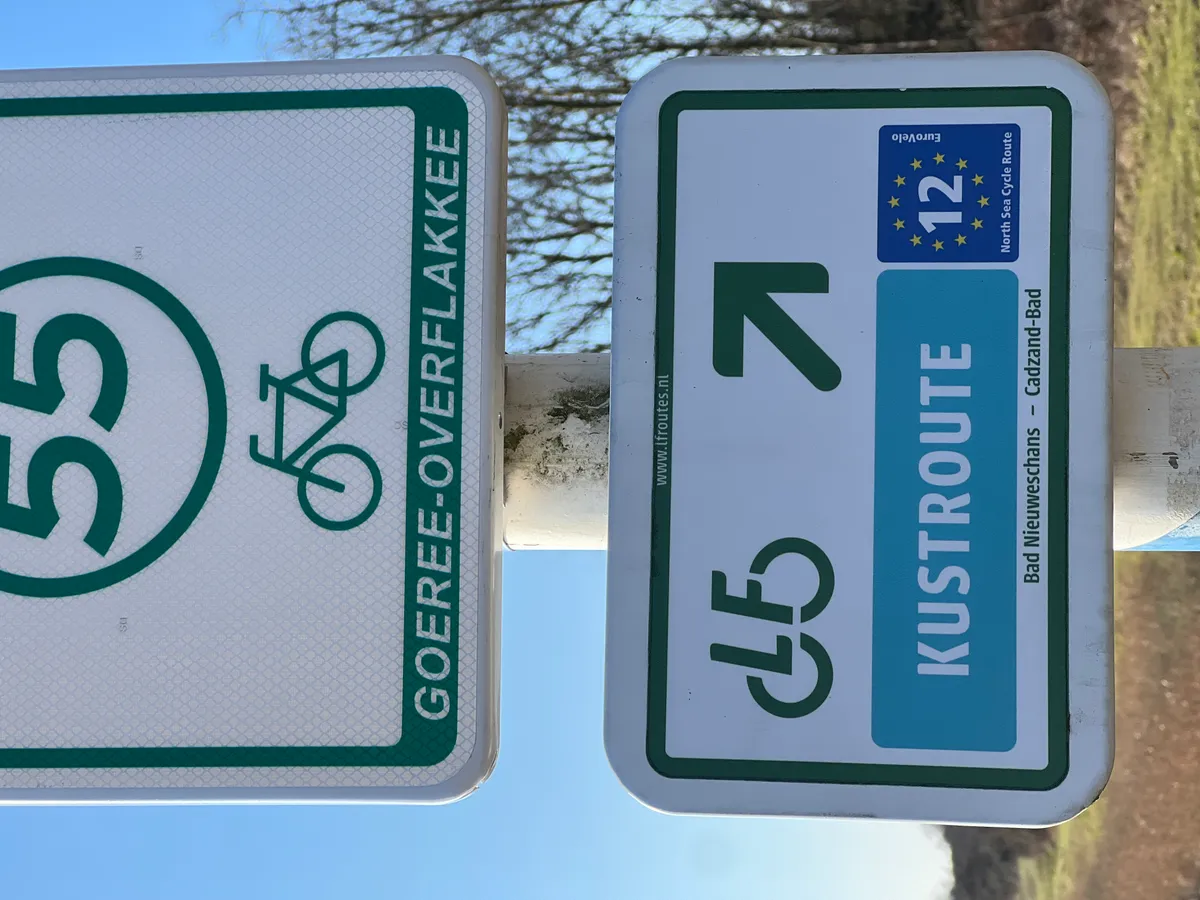 55
GOEREE-OVERFLAKKEE
www.lfroutes.nl
LF
KUSTROUTE
EuroVelo
12
North Sea Cycle Route
Bad Nieuweschans – Cadzand-Bad